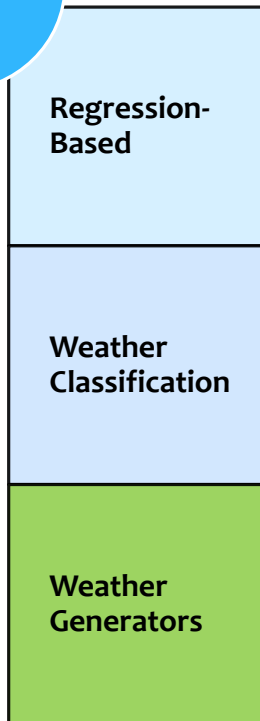 Regression-
Based
Weather
Classification
Weather
Generators